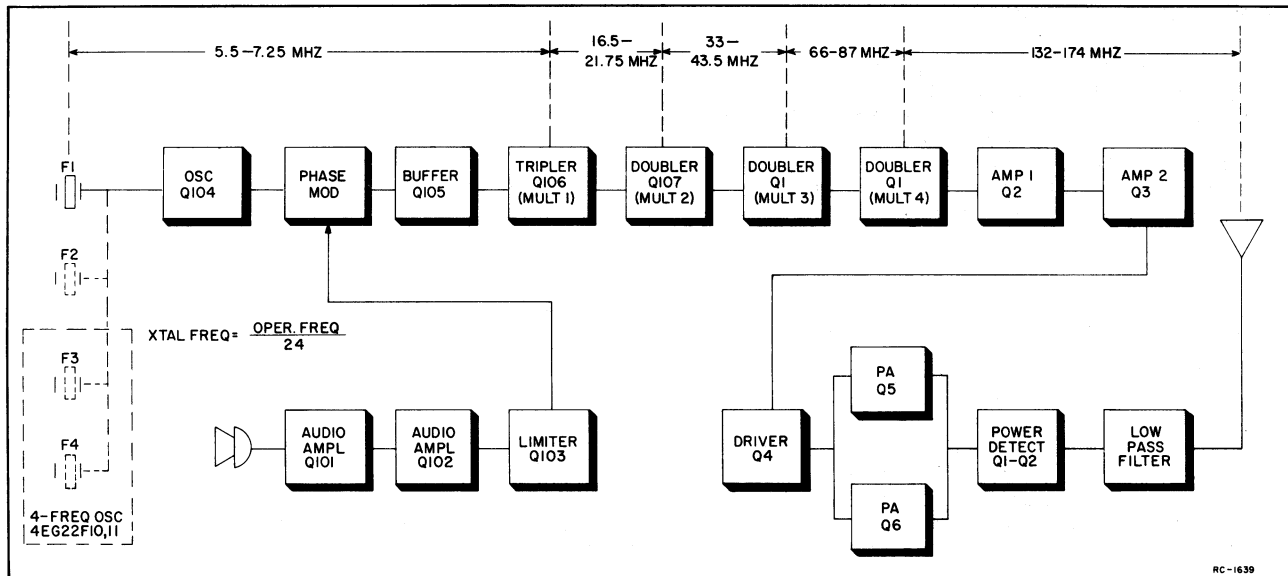 5.5–7.25 MHZ
16.5–
21.75 MHZ
33–
43.5 MHZ
66–87 MHZ
132–174 MHZ
F1
OSC
Q104
PHASE
MOD
BUFFER
Q105
TRIPLER
Q106
(MULT 1)
DOUBLER
Q107
(MULT 2)
DOUBLER
Q1
(MULT 3)
DOUBLER
Q1
(MULT 4)
AMP 1
Q2
AMP 2
Q3
F2
XTAL FREQ= OPER. FREQ
24
F3
F4
4-FREQ OSC
4EG22F10,11
AUDIO
AMPL
Q101
AUDIO
AMPL
Q102
LIMITER
Q103
DRIVER
Q4
PA
Q5
PA
Q6
POWER
DETECT
Q1–Q2
LOW
PASS
FILTER
RC-1639